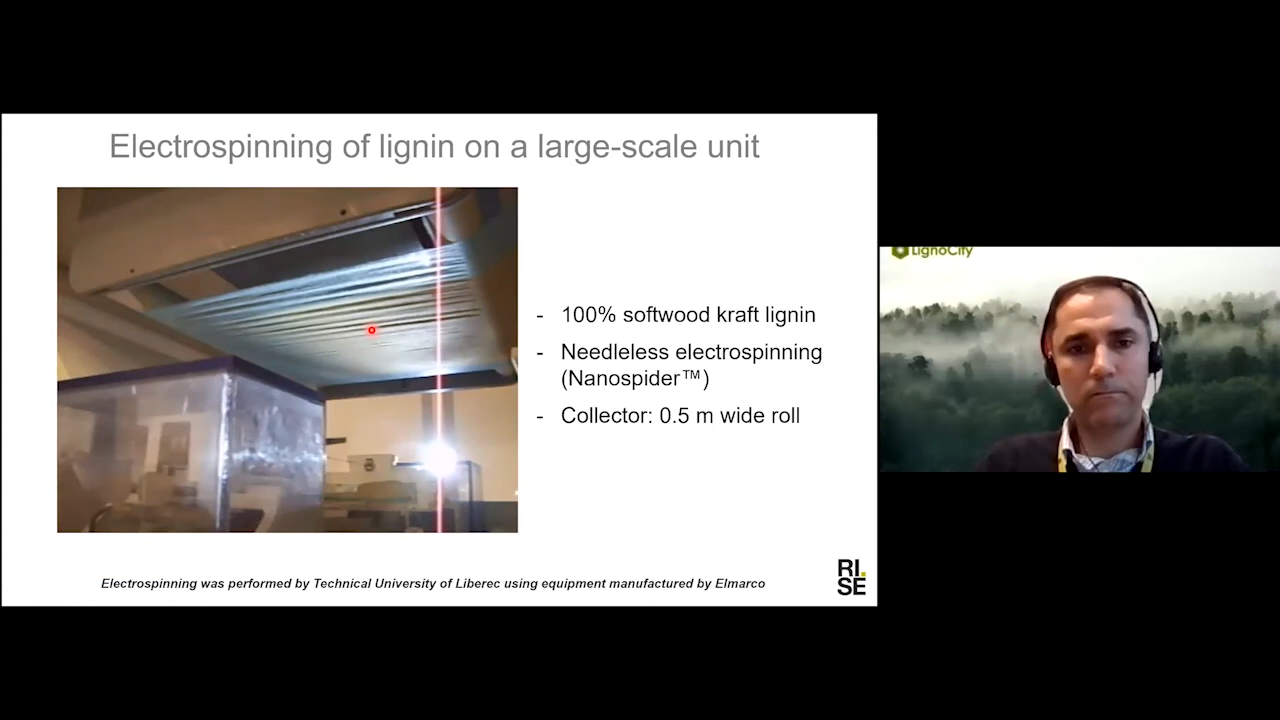 Electrospinning of lignin on a large-scale unit
- 100% softwood kraft lignin
- Needleless electrospinning
(Nanospider™)
- Collector: 0.5 m wide roll
Electrospinning was performed by Technical University of Liberec using equipment manufactured by Elmarco
RI.
SE
LignoCity